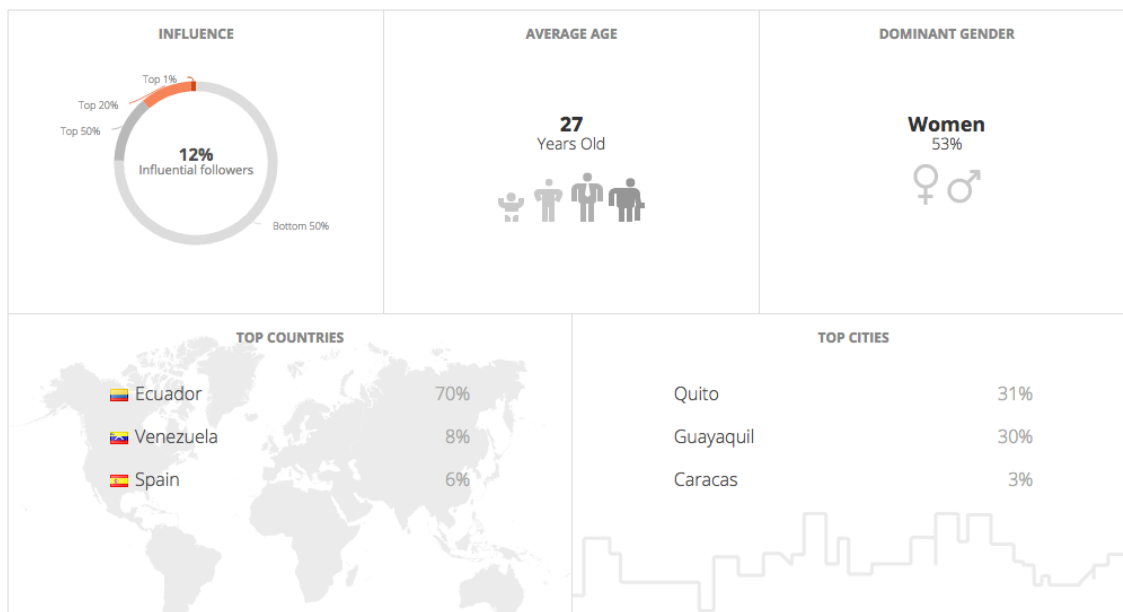 INFLUENCE
Top 1%
Top 20%
Top 50%
12%
Influential followers
Bottom 50%
AVERAGE AGE
27
Years Old
DOMINANT GENDER
Women
53%
TOP COUNTRIES
Ecuador 70%
Venezuela 8%
Spain 6%
TOP CITIES
Quito 31%
Guayaquil 30%
Caracas 3%